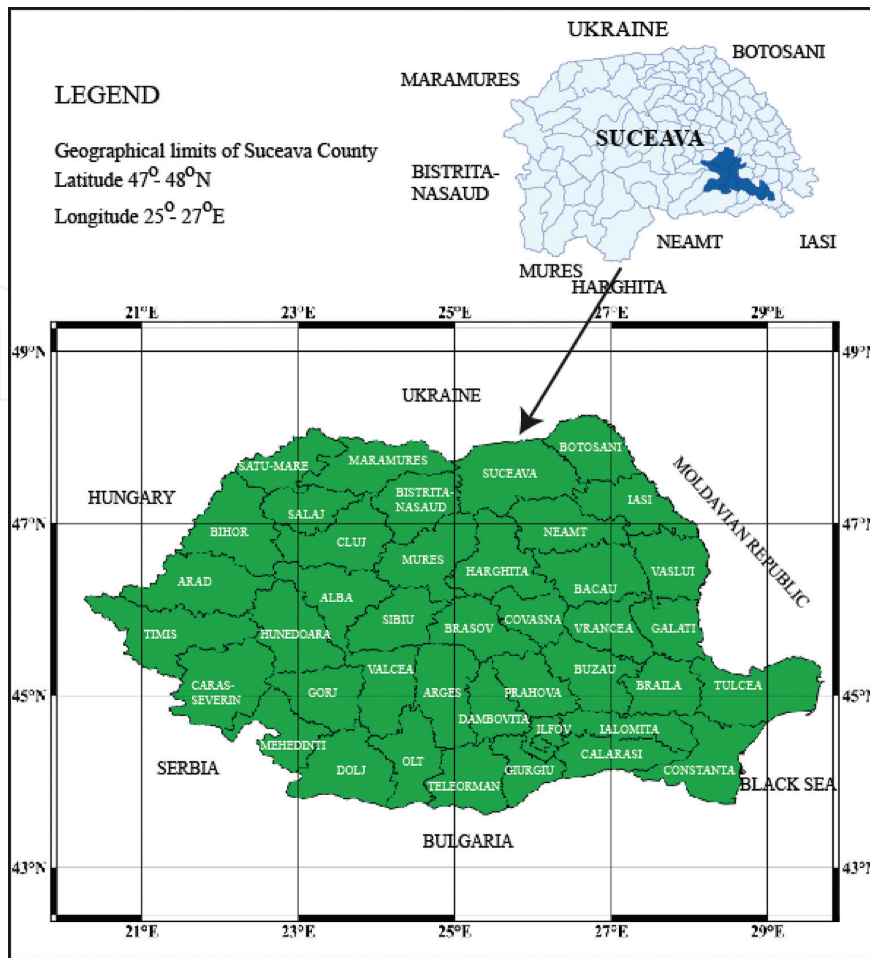 UKRAINE
BOTOSANI
MARAMURES
LEGEND
SUCEAVA
Geographical limits of Suceava County
Latitude 47°- 48°N
Longitude 25°- 27°E
BISTRITA-
NASAUD
NEAMT
IASI
MURES
HARGHITA
21°E 23°E 25°E 27°E 29°E
49°N 49°N
UKRAINE
BOTOSANI
MARAMURES
SATU-MARE
SUCEAVA
MOLDAVIAN REPUBLIC
HUNGARY
BISTRITA-
NASAUD
IASI
SALAJ
47°N 47°N
BIHOR
CLUJ
NEAMT
MURES
HARGHITA
VASLUI
ARAD
BACAU
ALBA
SIBIU
BRASOV
COVASNA
TIMIS
HUNEDOARA
VRANCEA
GALATI
VALCEA
BUZAU
CARAS-
SEVERIN
GORJ
ARGES
PRAHOVA
BRAILA
TULCEA
45°N 45°N
DAMBOVITA
ILFOV
IALOMITA
MEHEDINTI
CALARASI
SERBIA
DOLJ
OLT
GIURGIU
CONSTANTA
TELEORMAN
BLACK SEA
BULGARIA
43°N 43°N
21°E 23°E 25°E 27°E 29°E